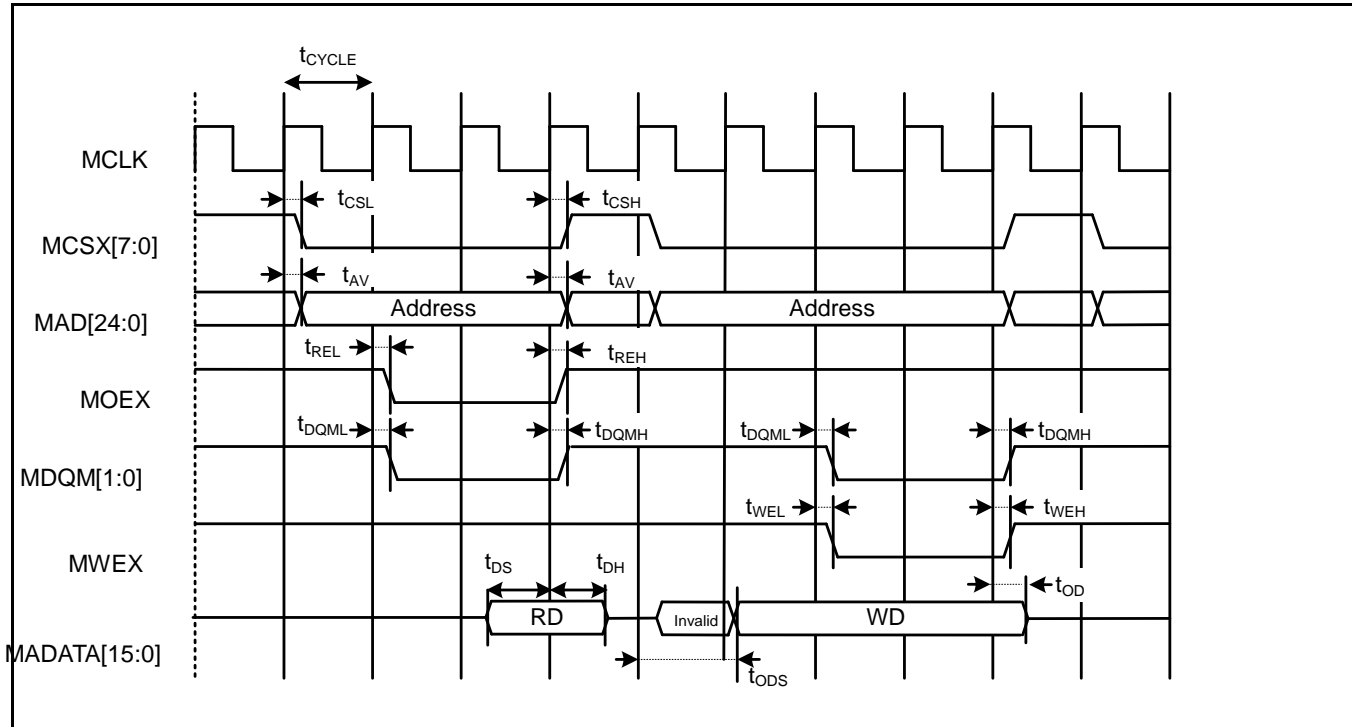 tCYCLE
MCLK
tCSL
tCSH
MCSX[7:0]
tAV
tAV
MAD[24:0]
Address
Address
tREL
tREH
MOEX
tDQML
tDQMH
tDQML
tDQMH
MDQM[1:0]
tWEL
tWEH
MWEX
tDS
tDH
tOD
RD
Invalid
WD
MADATA[15:0]
tODS